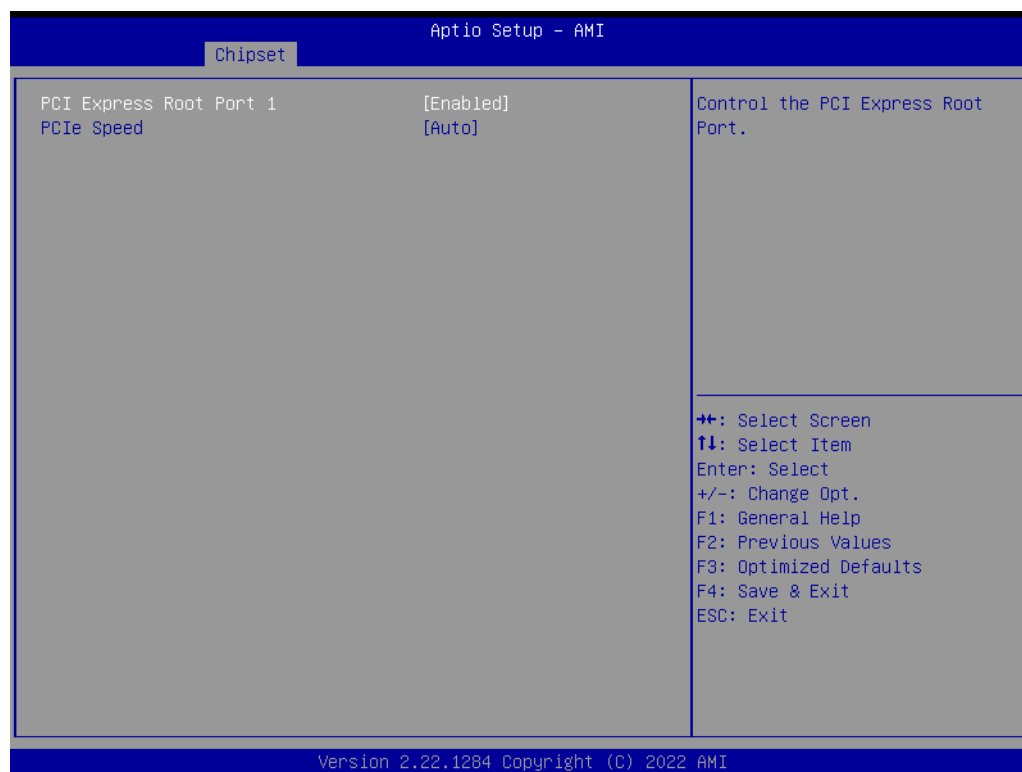 Aptio Setup – AMI
Chipset
PCI Express Root Port 1 [Enabled]
PCIe Speed [Auto]
Control the PCI Express Root
Port.
→←: Select Screen
↑↓: Select Item
Enter: Select
+/-: Change Opt.
F1: General Help
F2: Previous Values
F3: Optimized Defaults
F4: Save & Exit
ESC: Exit
Version 2.22.1284 Copyright (C) 2022 AMI